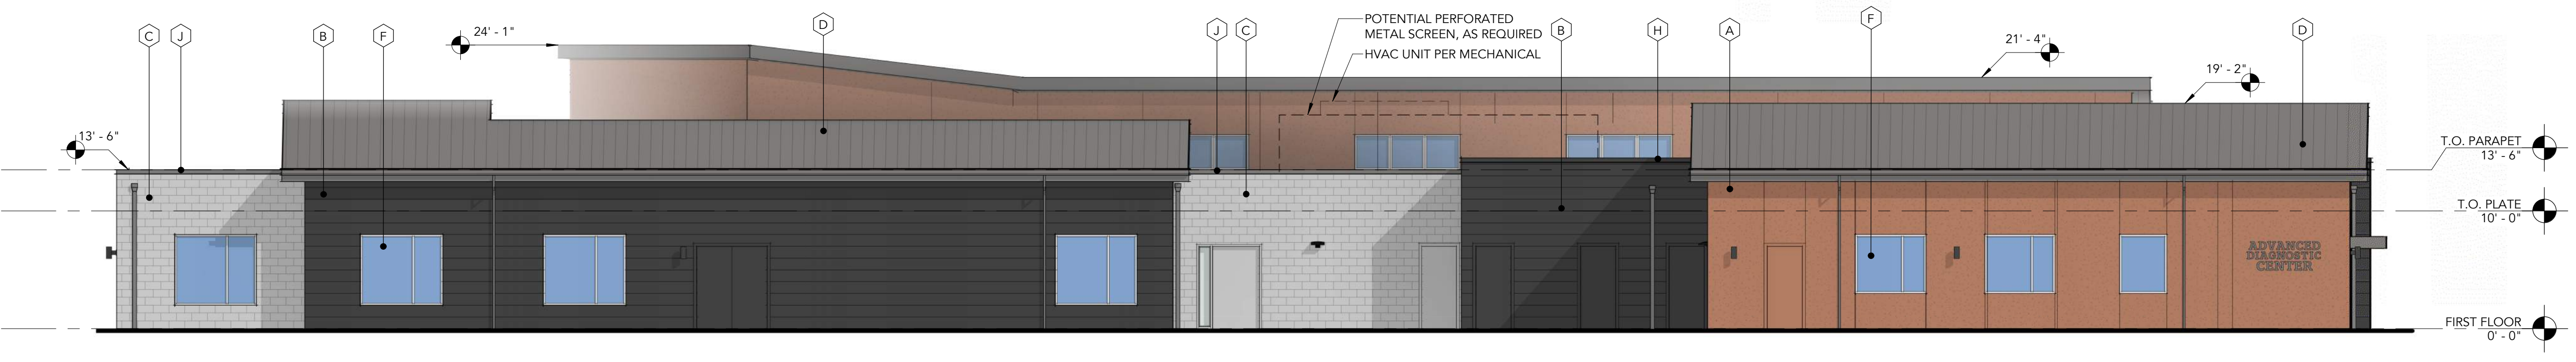 C
J
B
F
24' - 1"
D
J
C
POTENTIAL PERFORATED
METAL SCREEN, AS REQUIRED
HVAC UNIT PER MECHANICAL
B
H
A
F
21' - 4"
D
19' - 2"
13' - 6"
T.O. PARAPET
13' - 6"
T.O. PLATE
10' - 0"
ADVANCED
DIAGNOSTIC
CENTER
FIRST FLOOR
0' - 0"